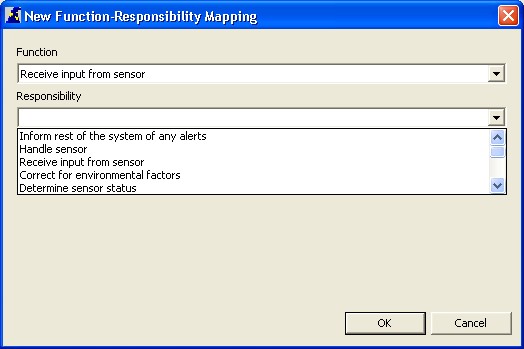 New Function-Responsibility Mapping
Function
Receive input from sensor
Responsibility
Inform rest of the system of any alerts
Handle sensor
Receive input from sensor
Correct for environmental factors
Determine sensor status
OK
Cancel